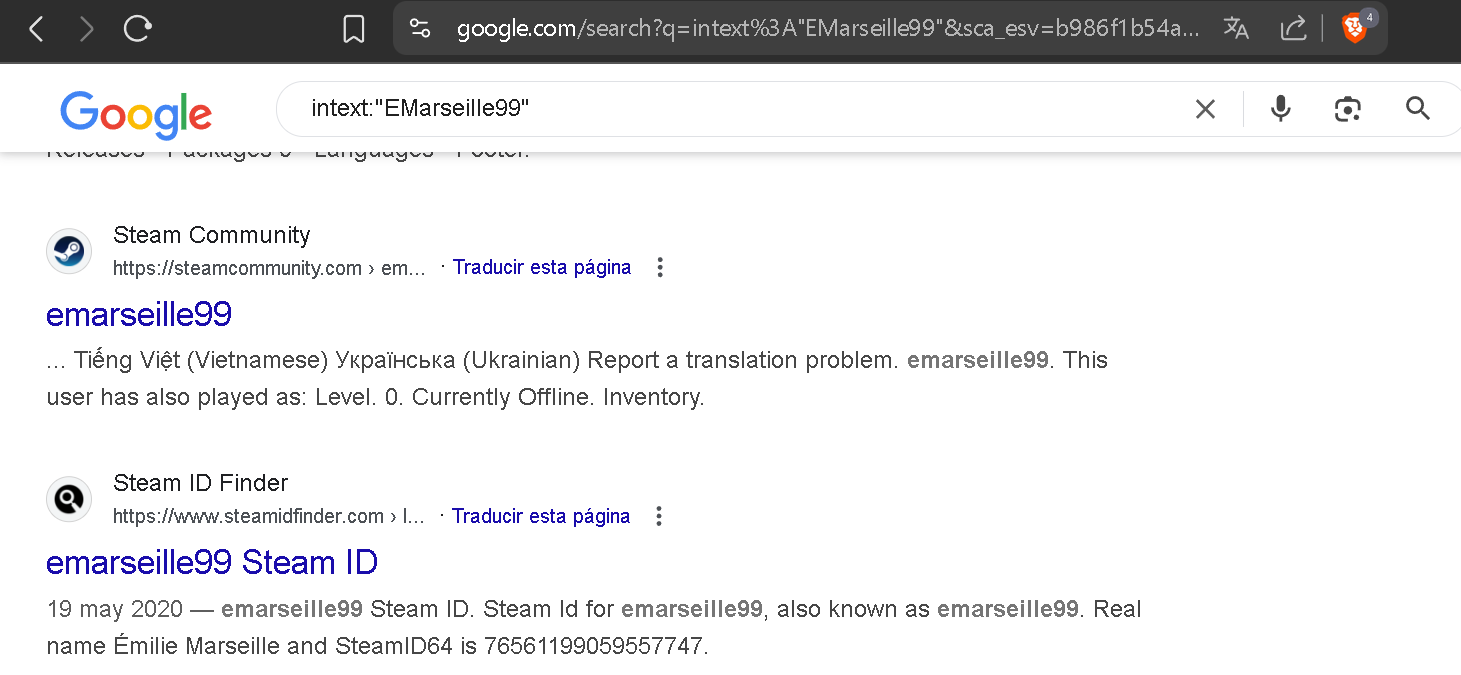 google.com/search?q=intext%3A"EMarseille99"&sca_esv=b986f1b54a...
4
Google
intext:"EMarseille99"
Releases · Packages 0 · Languages · Footer.
Steam Community
https://steamcommunity.com › em... · Traducir esta página
emarseille99
... Tiếng Việt (Vietnamese) Українська (Ukrainian) Report a translation problem. emarseille99. This
user has also played as: Level. 0. Currently Offline. Inventory.
Steam ID Finder
https://www.steamidfinder.com › l... · Traducir esta página
emarseille99 Steam ID
19 may 2020 — emarseille99 Steam ID. Steam Id for emarseille99, also known as emarseille99. Real
name Émilie Marseille and SteamID64 is 76561199059557747.